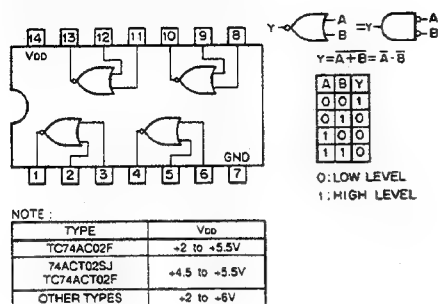 14 13 12 11 10 9 8
VDD
GND
1 2 3 4 5 6 7
Y A B = Y A B
Y=A+B=A·B
A B Y
0 0 1
0 1 0
1 0 0
1 1 0
0: LOW LEVEL
1: HIGH LEVEL
NOTE:
TYPE VDD
TC74AC02F +2 to +5.5V
74ACT02SJ
TC74ACT02F +4.5 to +5.5V
OTHER TYPES +2 to +6V